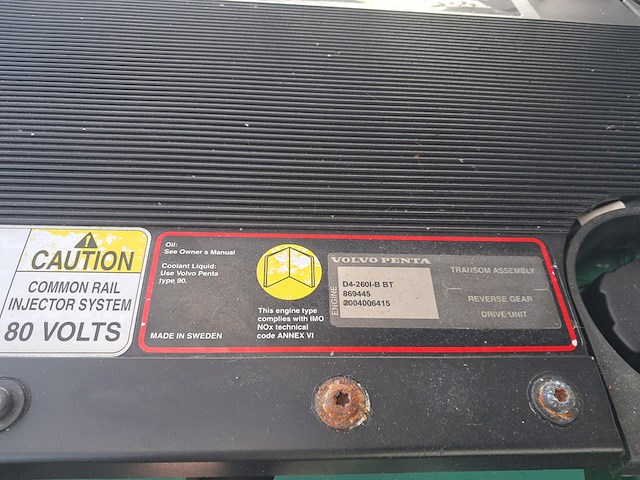 CAUTION
COMMON RAIL
INJECTOR SYSTEM
80 VOLTS
Oil:
See Owner s Manual
Coolant Liquid:
Use Volvo Penta
type 90.
MADE IN SWEDEN
This engine type
complies with IMO
NOx technical
code ANNEX VI
VOLVO PENTA
ENGINE
D4-260I-B BT
869445
2004006415
TRANSOM ASSEMBLY
REVERSE GEAR
DRIVE UNIT